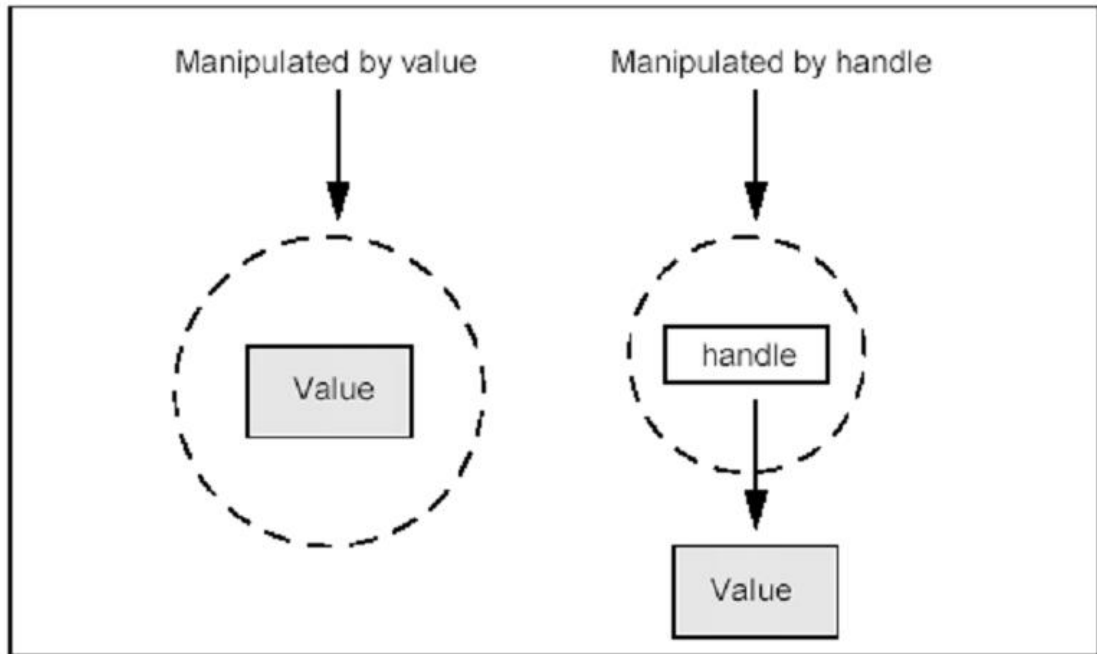 Manipulated by value
Manipulated by handle
Value
handle
Value